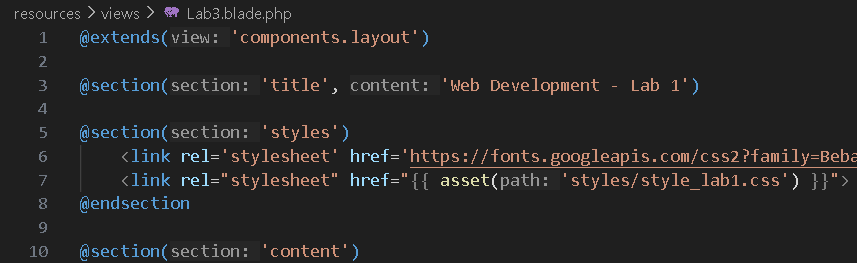 resources > views > Lab3.blade.php
1 @extends(view: 'components.layout')
2
3 @section(section: 'title', content: 'Web Development - Lab 1')
4
5 @section(section: 'styles')
6 <link rel='stylesheet' href='https://fonts.googleapis.com/css2?family=Beba
7 <link rel="stylesheet" href="{{ asset(path: 'styles/style_lab1.css') }}">
8 @endsection
9
10 @section(section: 'content')